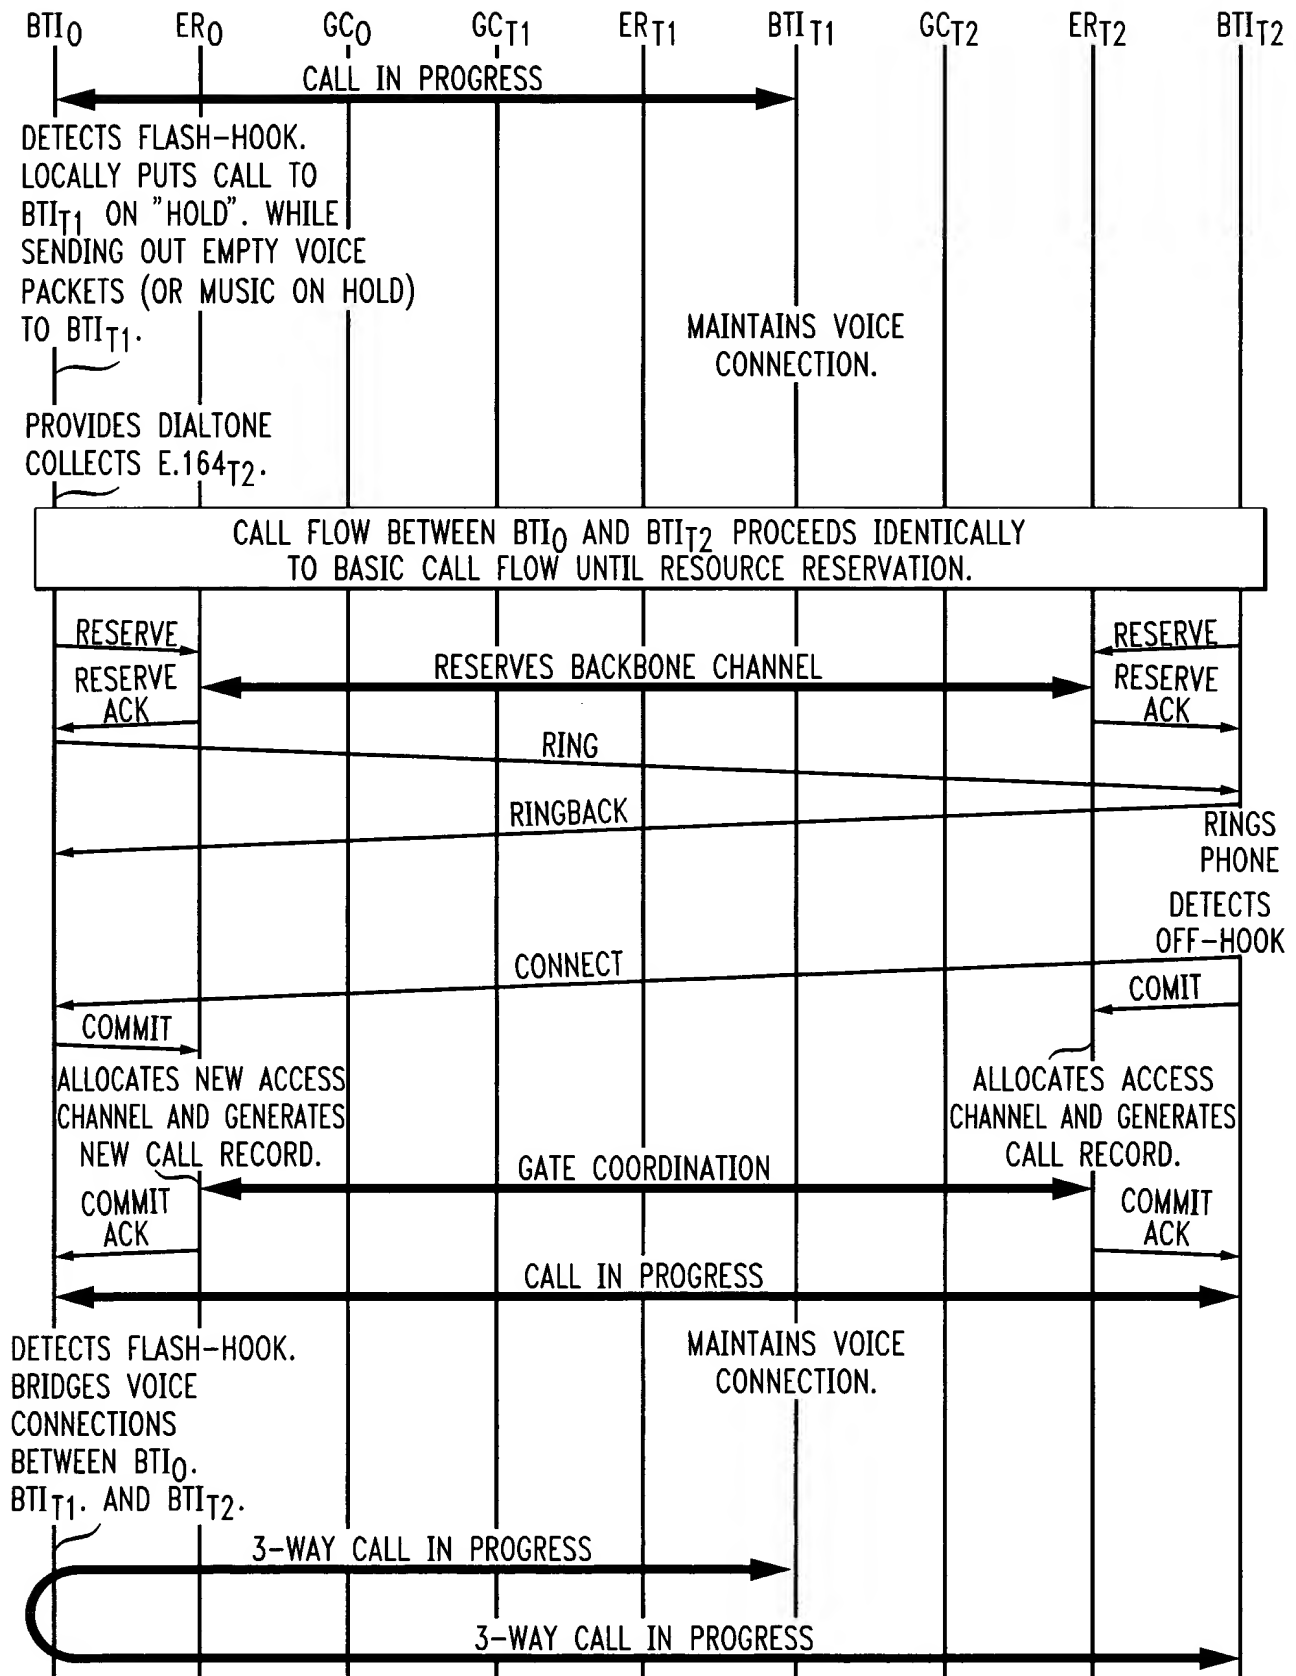 BTIO ERO GCO GCT1 ERT1 BTIT1 GCT2 ERT2 BTIT2
CALL IN PROGRESS
DETECTS FLASH-HOOK.
LOCALLY PUTS CALL TO
BTIT1 ON "HOLD". WHILE
SENDING OUT EMPTY VOICE
PACKETS (OR MUSIC ON HOLD)
TO BTIT1.
MAINTAINS VOICE
CONNECTION.
PROVIDES DIALTONE
COLLECTS E.164T2.
CALL FLOW BETWEEN BTIO AND BTIT2 PROCEEDS IDENTICALLY
TO BASIC CALL FLOW UNTIL RESOURCE RESERVATION.
RESERVE
RESERVE
RESERVES BACKBONE CHANNEL
RESERVE
ACK
RESERVE
ACK
RING
RINGBACK
RINGS
PHONE
DETECTS
OFF-HOOK
CONNECT
COMIT
COMMIT
ALLOCATES NEW ACCESS
CHANNEL AND GENERATES
NEW CALL RECORD.
ALLOCATES ACCESS
CHANNEL AND GENERATES
CALL RECORD.
GATE COORDINATION
COMMIT
ACK
COMMIT
ACK
CALL IN PROGRESS
DETECTS FLASH-HOOK.
BRIDGES VOICE
CONNECTIONS
BETWEEN BTIO.
BTIT1. AND BTIT2.
MAINTAINS VOICE
CONNECTION.
3-WAY CALL IN PROGRESS
3-WAY CALL IN PROGRESS